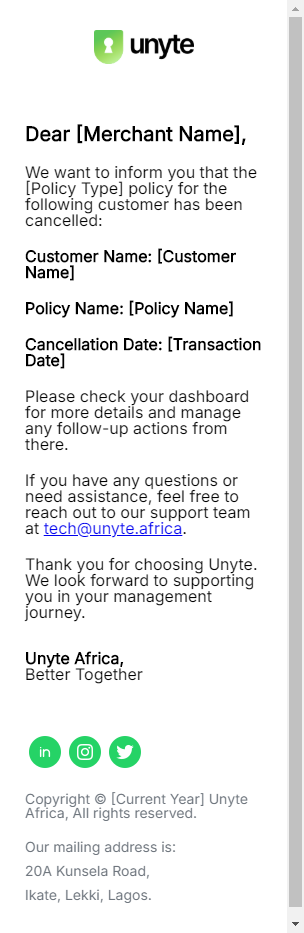 unyte
Dear [Merchant Name],
We want to inform you that the
[Policy Type] policy for the
following customer has been
cancelled:
Customer Name: [Customer
Name]
Policy Name: [Policy Name]
Cancellation Date: [Transaction
Date]
Please check your dashboard
for more details and manage
any follow-up actions from
there.
If you have any questions or
need assistance, feel free to
reach out to our support team
at tech@unyte.africa.
Thank you for choosing Unyte.
We look forward to supporting
you in your management
journey.
Unyte Africa,
Better Together
in
Copyright © [Current Year] Unyte
Africa, All rights reserved.
Our mailing address is:
20A Kunsela Road,
Ikate, Lekki, Lagos.